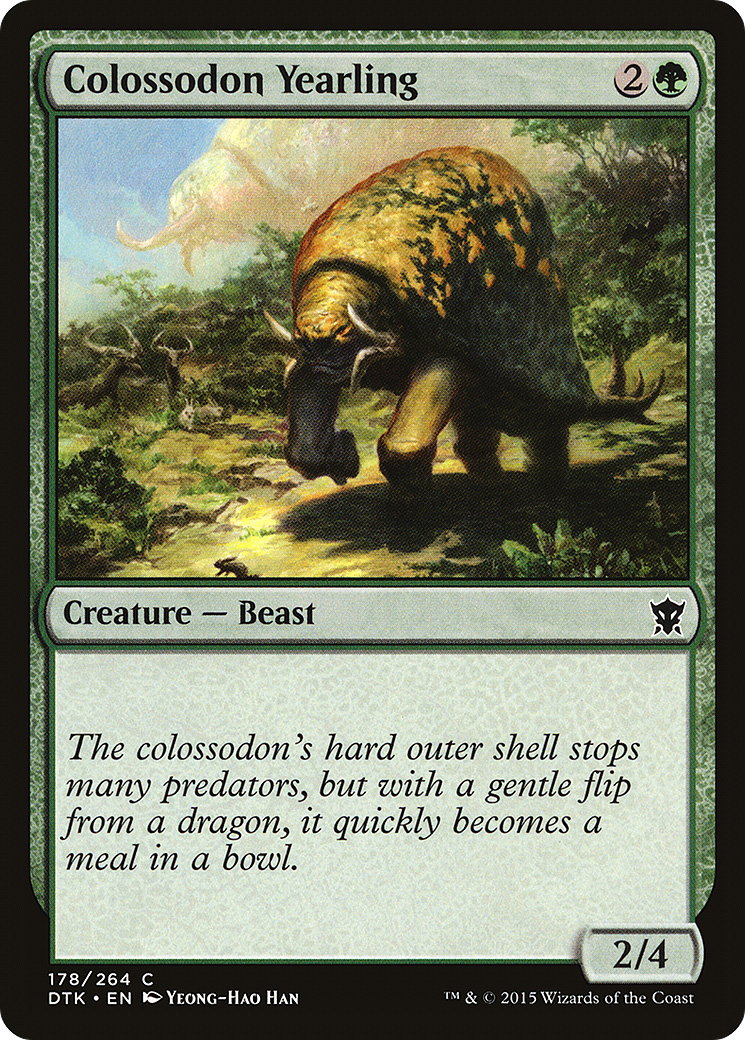 Colossodon Yearling 2
Creature — Beast
The colossodon's hard outer shell stops
many predators, but with a gentle flip
from a dragon, it quickly becomes a
meal in a bowl.
2/4
178/264 C
DTK • EN Yeong-Hao Han
™ & © 2015 Wizards of the Coast